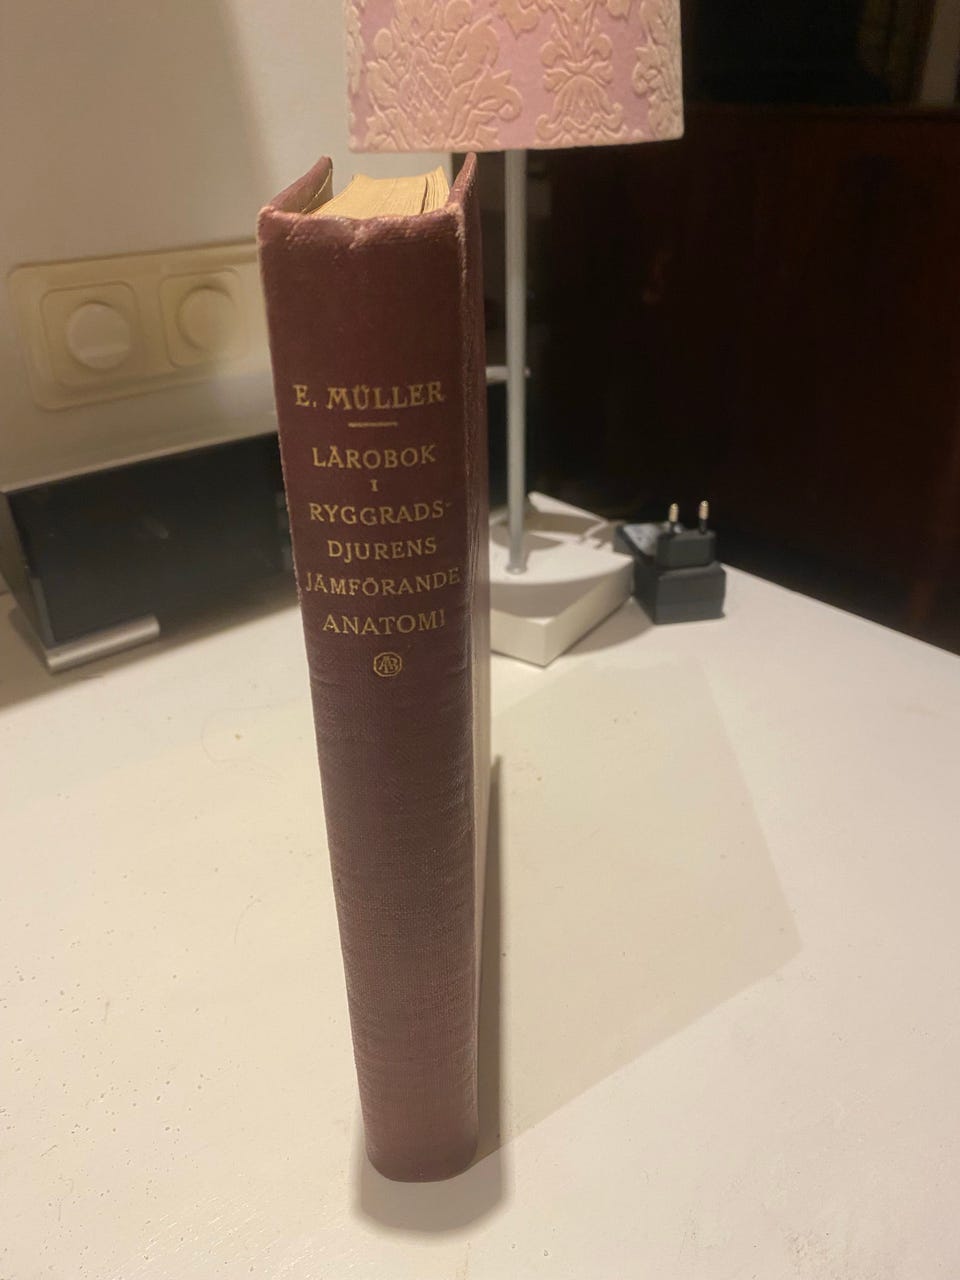 E. MÜLLER
LÄROBOK
I
RYGGRADS-
DJURENS
JÄMFÖRANDE
ANATOMI